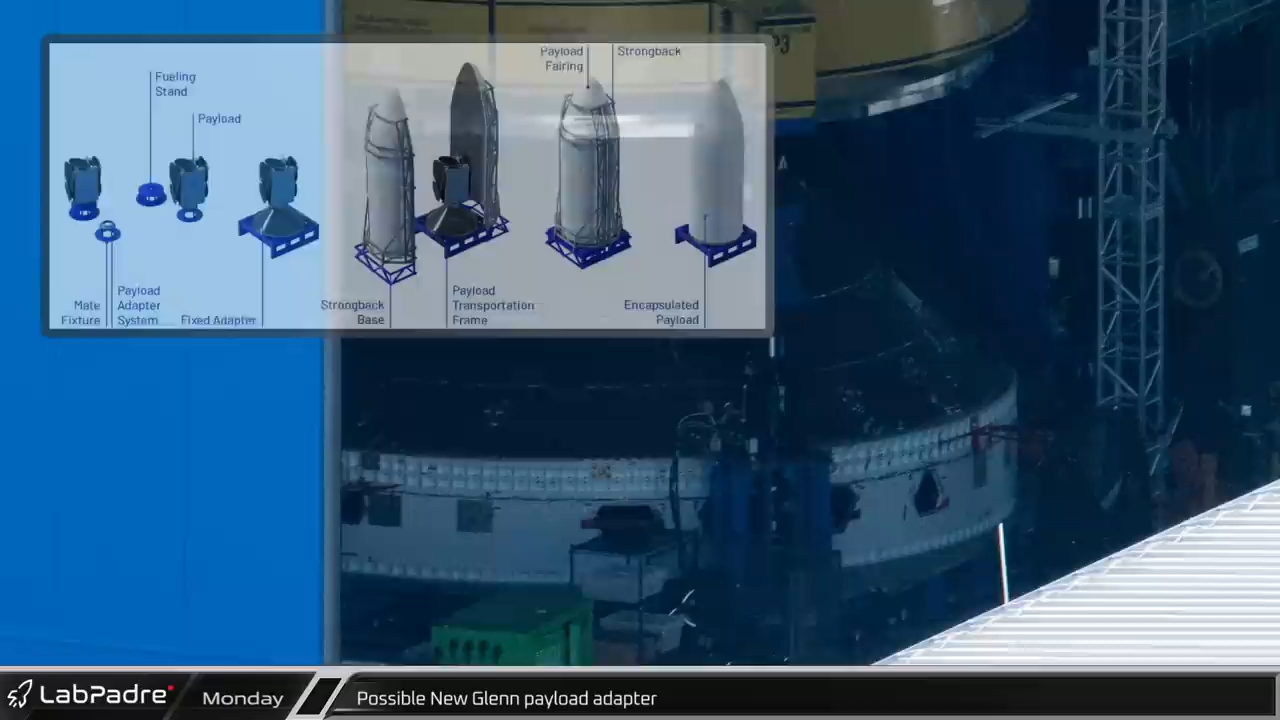 P3
Payload
Fairing
Strongback
Fueling
Stand
Payload
Mate
Fixture
Payload
Adapter
System
Fixed Adapter
Strongback
Base
Payload
Transportation
Frame
Encapsulated
Payload
LabPadre
Monday
Possible New Glenn payload adapter